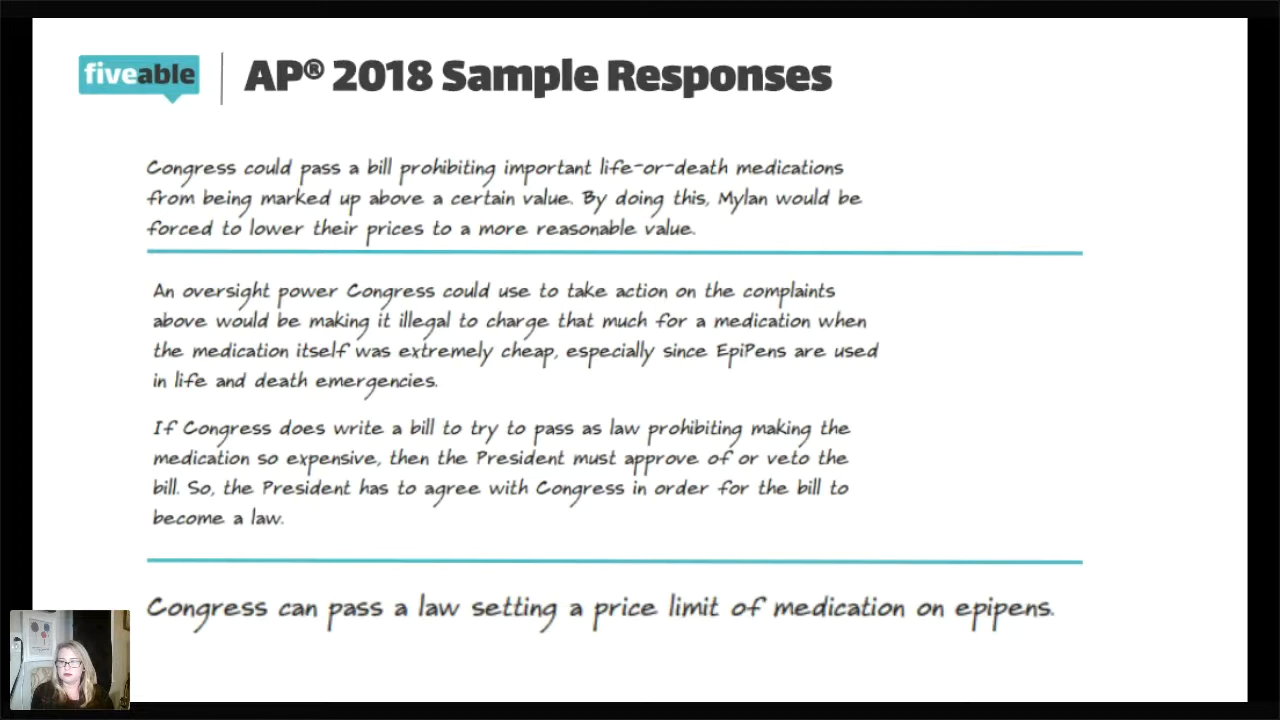 fiveable
AP® 2018 Sample Responses
Congress could pass a bill prohibiting important life-or-death medications
from being marked up above a certain value. By doing this, Mylan would be
forced to lower their prices to a more reasonable value.
An oversight power Congress could use to take action on the complaints
above would be making it illegal to charge that much for a medication when
the medication itself was extremely cheap, especially since EpiPens are used
in life and death emergencies.
If Congress does write a bill to try to pass as law prohibiting making the
medication so expensive, then the President must approve of or veto the
bill. So, the President has to agree with Congress in order for the bill to
become a law.
Congress can pass a law setting a price limit of medication on epipens.